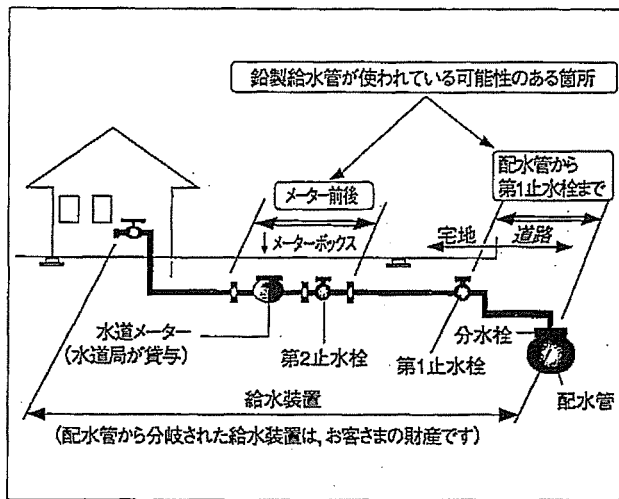 鉛製給水管が使われている可能性のある箇所
配水管から
第1止水栓まで
メーター前後
↓メーターボックス
宅地
道路
水道メーター
(水道局が貸与)
第2止水栓
第1止水栓
分水栓
配水管
給水装置
(配水管から分岐された給水装置は、お客さまの財産です)